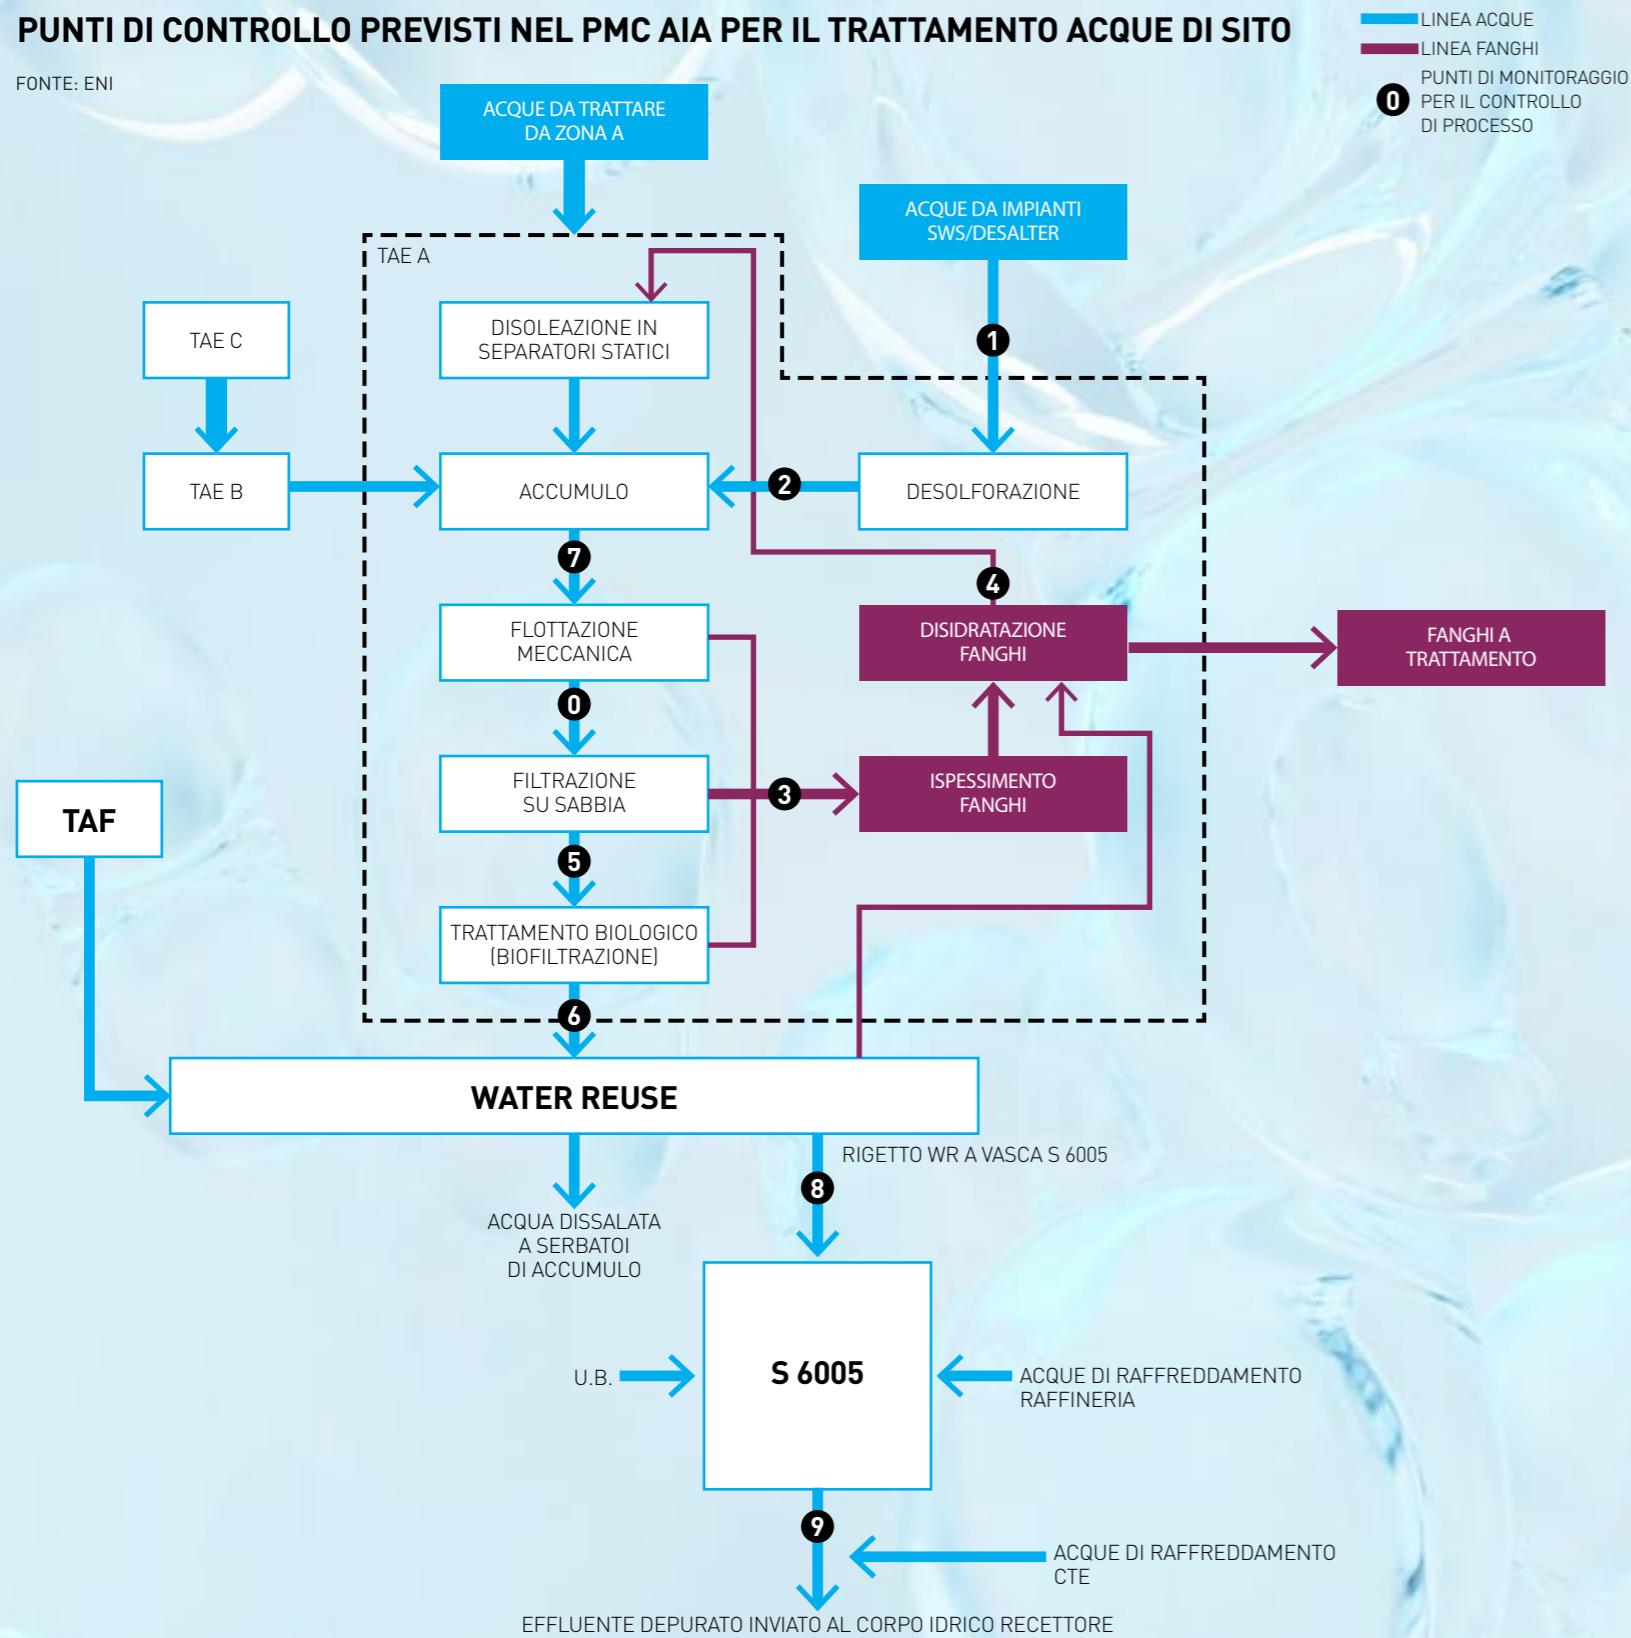 PUNTI DI CONTROLLO PREVISTI NEL PMC AIA PER IL TRATTAMENTO ACQUE DI SITO
FONTE: ENI
LINEA ACQUE
LINEA FANGHI
0
PUNTI DI MONITORAGGIO
PER IL CONTROLLO
DI PROCESSO
ACQUE DA TRATTARE
DA ZONA A
ACQUE DA IMPIANTI
SWS/DESALTER
TAE A
1
TAE C
DISOLEAZIONE IN
SEPARATORI STATICI
TAE B
ACCUMULO
2
DESOLFORAZIONE
7
4
FLOTTAZIONE
MECCANICA
DISIDRATAZIONE
FANGHI
FANGHI A
TRATTAMENTO
0
FILTRAZIONE
SU SABBIA
3
ISPESSIMENTO
FANGHI
TAF
5
TRATTAMENTO BIOLOGICO
(BIOFILTRAZIONE)
6
WATER REUSE
RIGETTO WR A VASCA S 6005
8
ACQUA DISSALATA
A SERBATOI
DI ACCUMULO
U.B.
S 6005
ACQUE DI RAFFREDDAMENTO
RAFFINERIA
9
ACQUE DI RAFFREDDAMENTO
CTE
EFFLUENTE DEPURATO INVIATO AL CORPO IDRICO RECETTORE